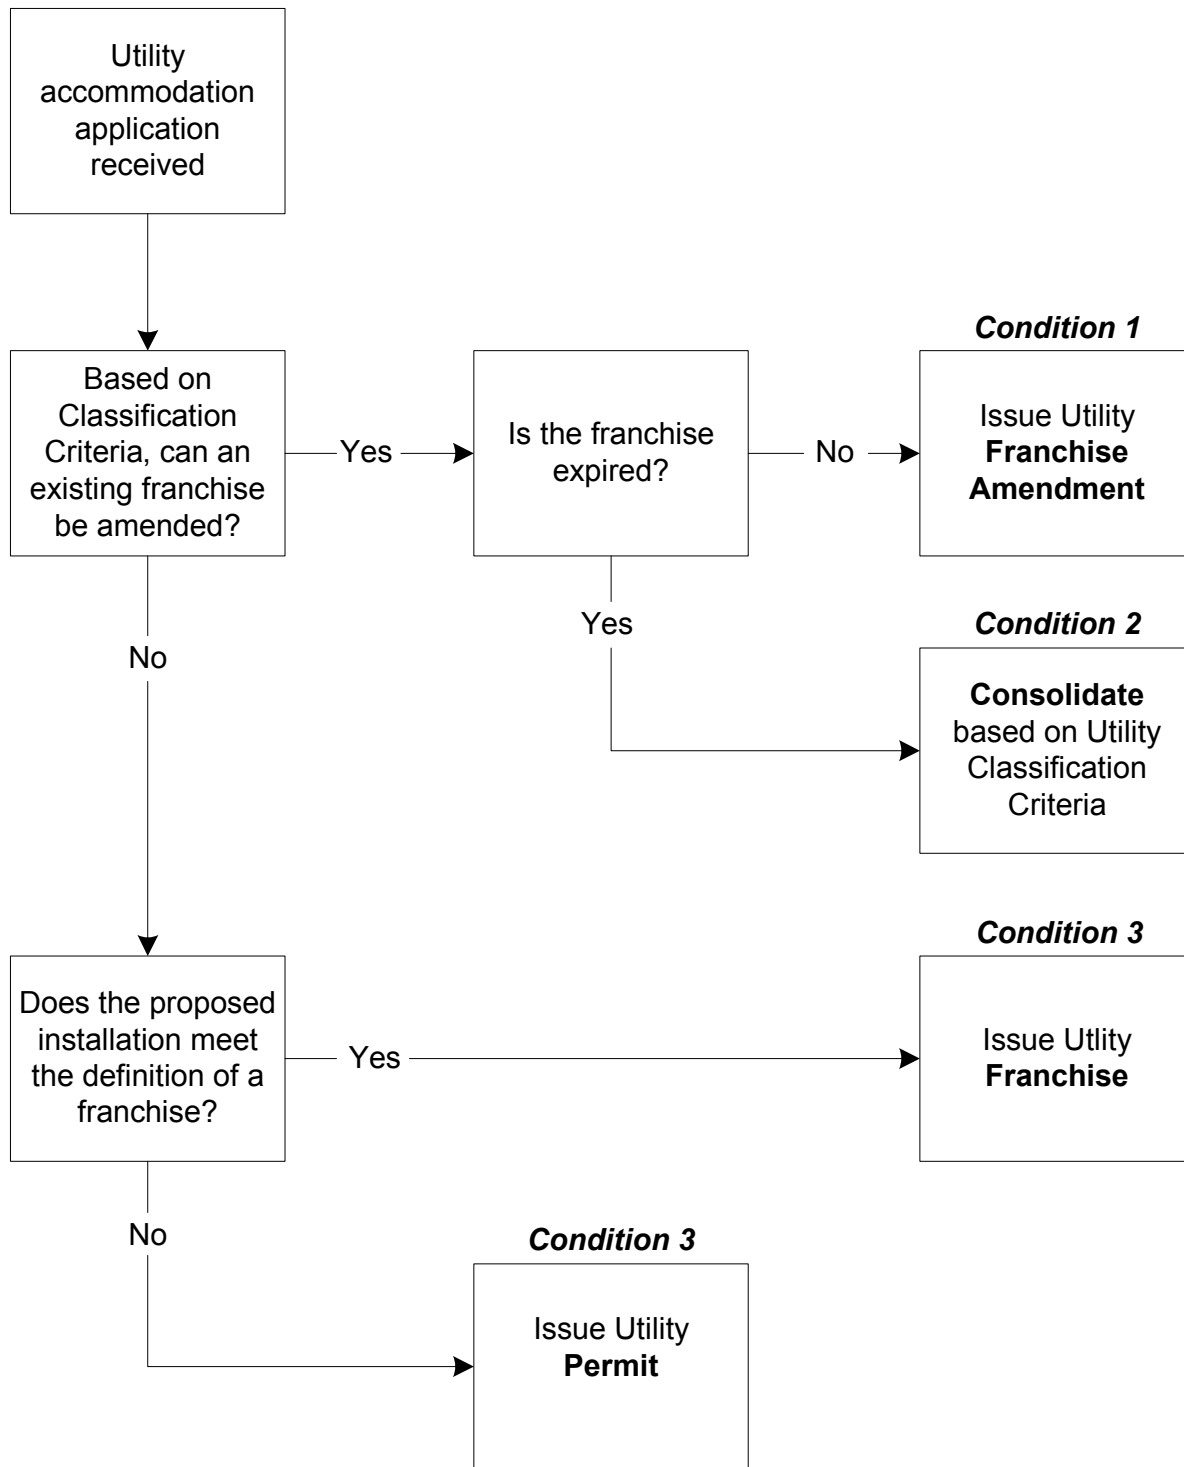 Utility
accommodation
application
received
Based on
Classification
Criteria, can an
existing franchise
be amended?
Yes
Is the franchise
expired?
No
Condition 1
Issue Utility
Franchise
Amendment
Yes
Condition 2
Consolidate
based on Utility
Classification
Criteria
No
Does the proposed
installation meet
the definition of a
franchise?
Yes
Condition 3
Issue Utlity
Franchise
No
Condition 3
Issue Utility
Permit